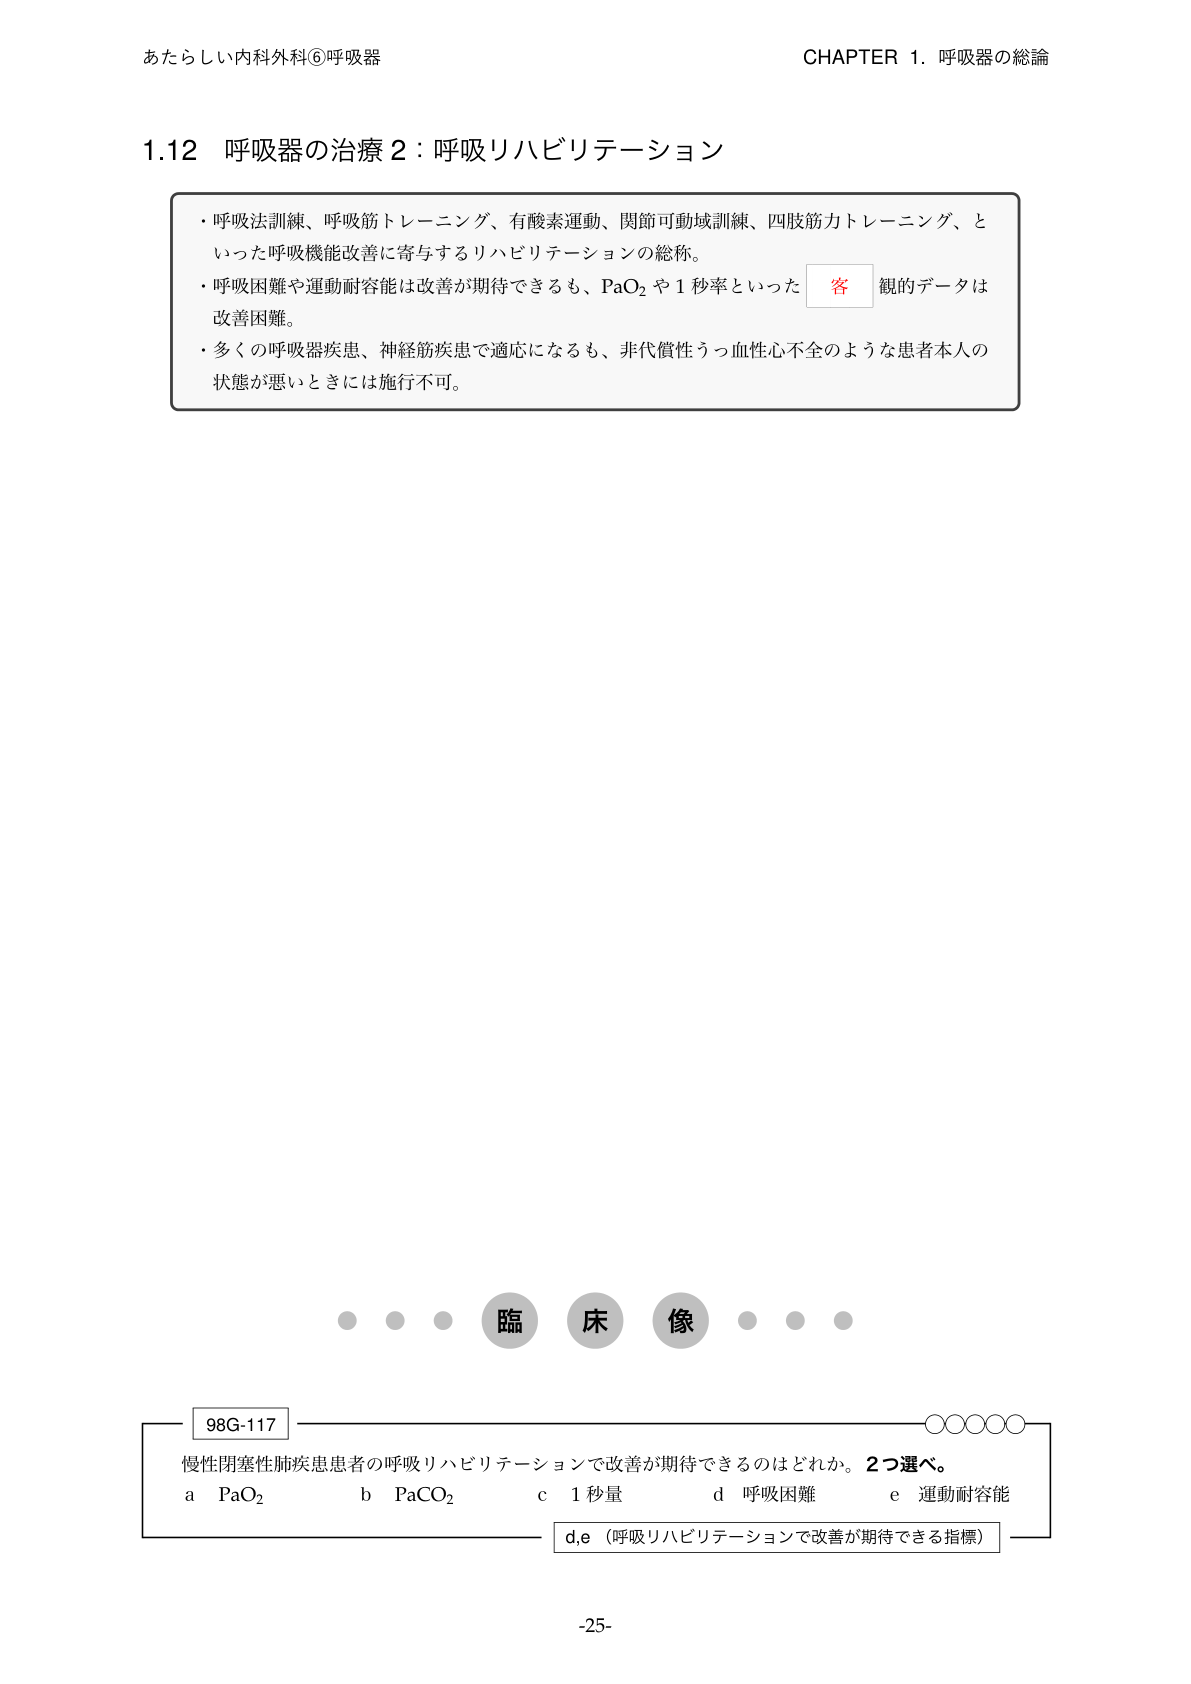 あたらしい内科外科⑥呼吸器
CHAPTER 1. 呼吸器の総論
1.12 呼吸器の治療 2：呼吸リハビリテーション
・呼吸法訓練、呼吸筋トレーニング、有酸素運動、関節可動域訓練、四肢筋力トレーニング、と
いった呼吸機能改善に寄与するリハビリテーションの総称。
・呼吸困難や運動耐容能は改善が期待できるも、PaO2 や 1 秒率といった 客 観的データは
改善困難。
・多くの呼吸器疾患、神経筋疾患で適応になるも、非代償性うっ血性心不全のような患者本人の
状態が悪いときには施行不可。
臨 床 像
98G-117
慢性閉塞性肺疾患患者の呼吸リハビリテーションで改善が期待できるのはどれか。2つ選べ。
a PaO2 b PaCO2 c 1 秒量 d 呼吸困難 e 運動耐容能
d,e （呼吸リハビリテーションで改善が期待できる指標）
-25-